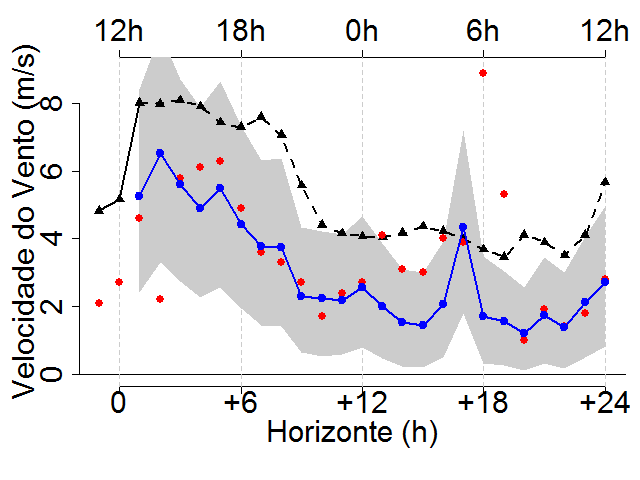 12h 18h 0h 6h 12h
Velocidade do Vento (m/s)
8
6
4
2
0
0 +6 +12 +18 +24
Horizonte (h)